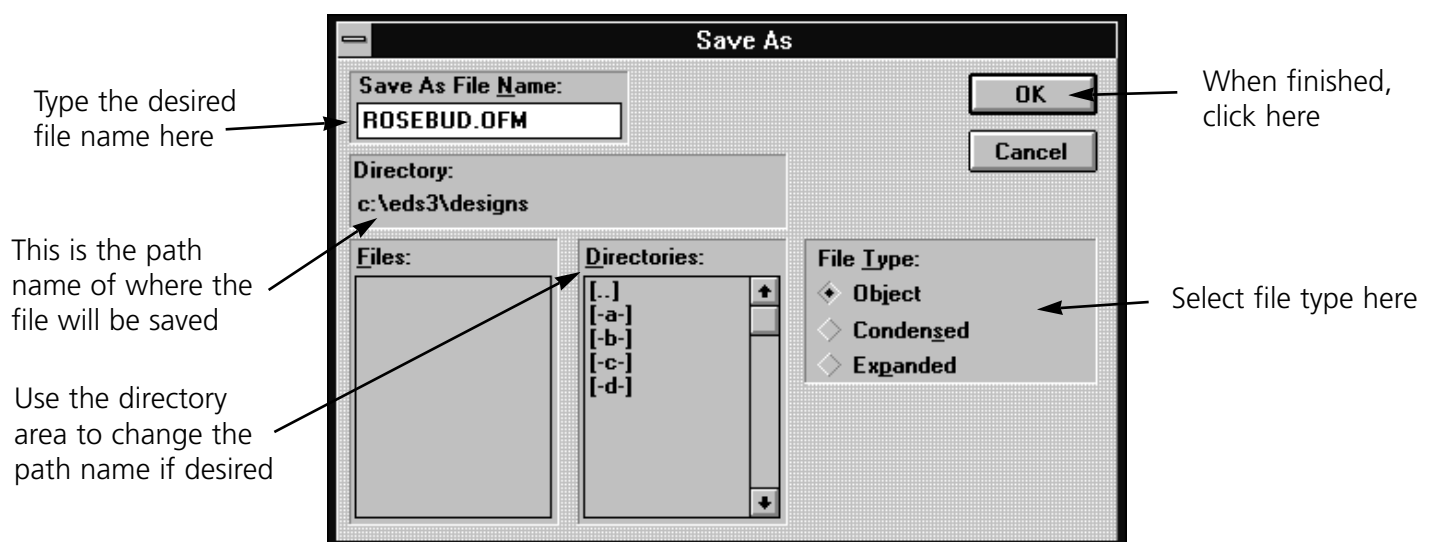 Save As
Type the desired
file name here
Save As File Name:
ROSEBUD.OFM
OK
When finished,
click here
Cancel
Directory:
c:\eds3\designs
This is the path
name of where the
file will be saved
Files:
Directories:
[..]
[-a-]
[-b-]
[-c-]
[-d-]
File Type:
Object
Condensed
Expanded
Select file type here
Use the directory
area to change the
path name if desired